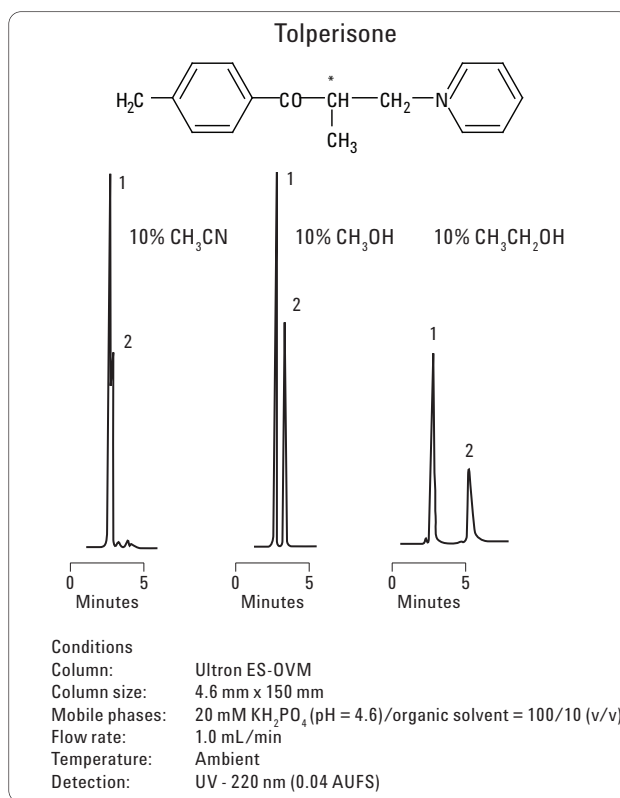 Tolperisone
H₂C CO CH CH₂ N
*
CH₃
1 1
10% CH₃CN 10% CH₃OH 10% CH₃CH₂OH
2 2 1
2
0 5 0 5 0 5
Minutes Minutes Minutes
Conditions
Column: Ultron ES-OVM
Column size: 4.6 mm x 150 mm
Mobile phases: 20 mM KH₂PO₄ (pH = 4.6)/organic solvent = 100/10 (v/v)
Flow rate: 1.0 mL/min
Temperature: Ambient
Detection: UV - 220 nm (0.04 AUFS)